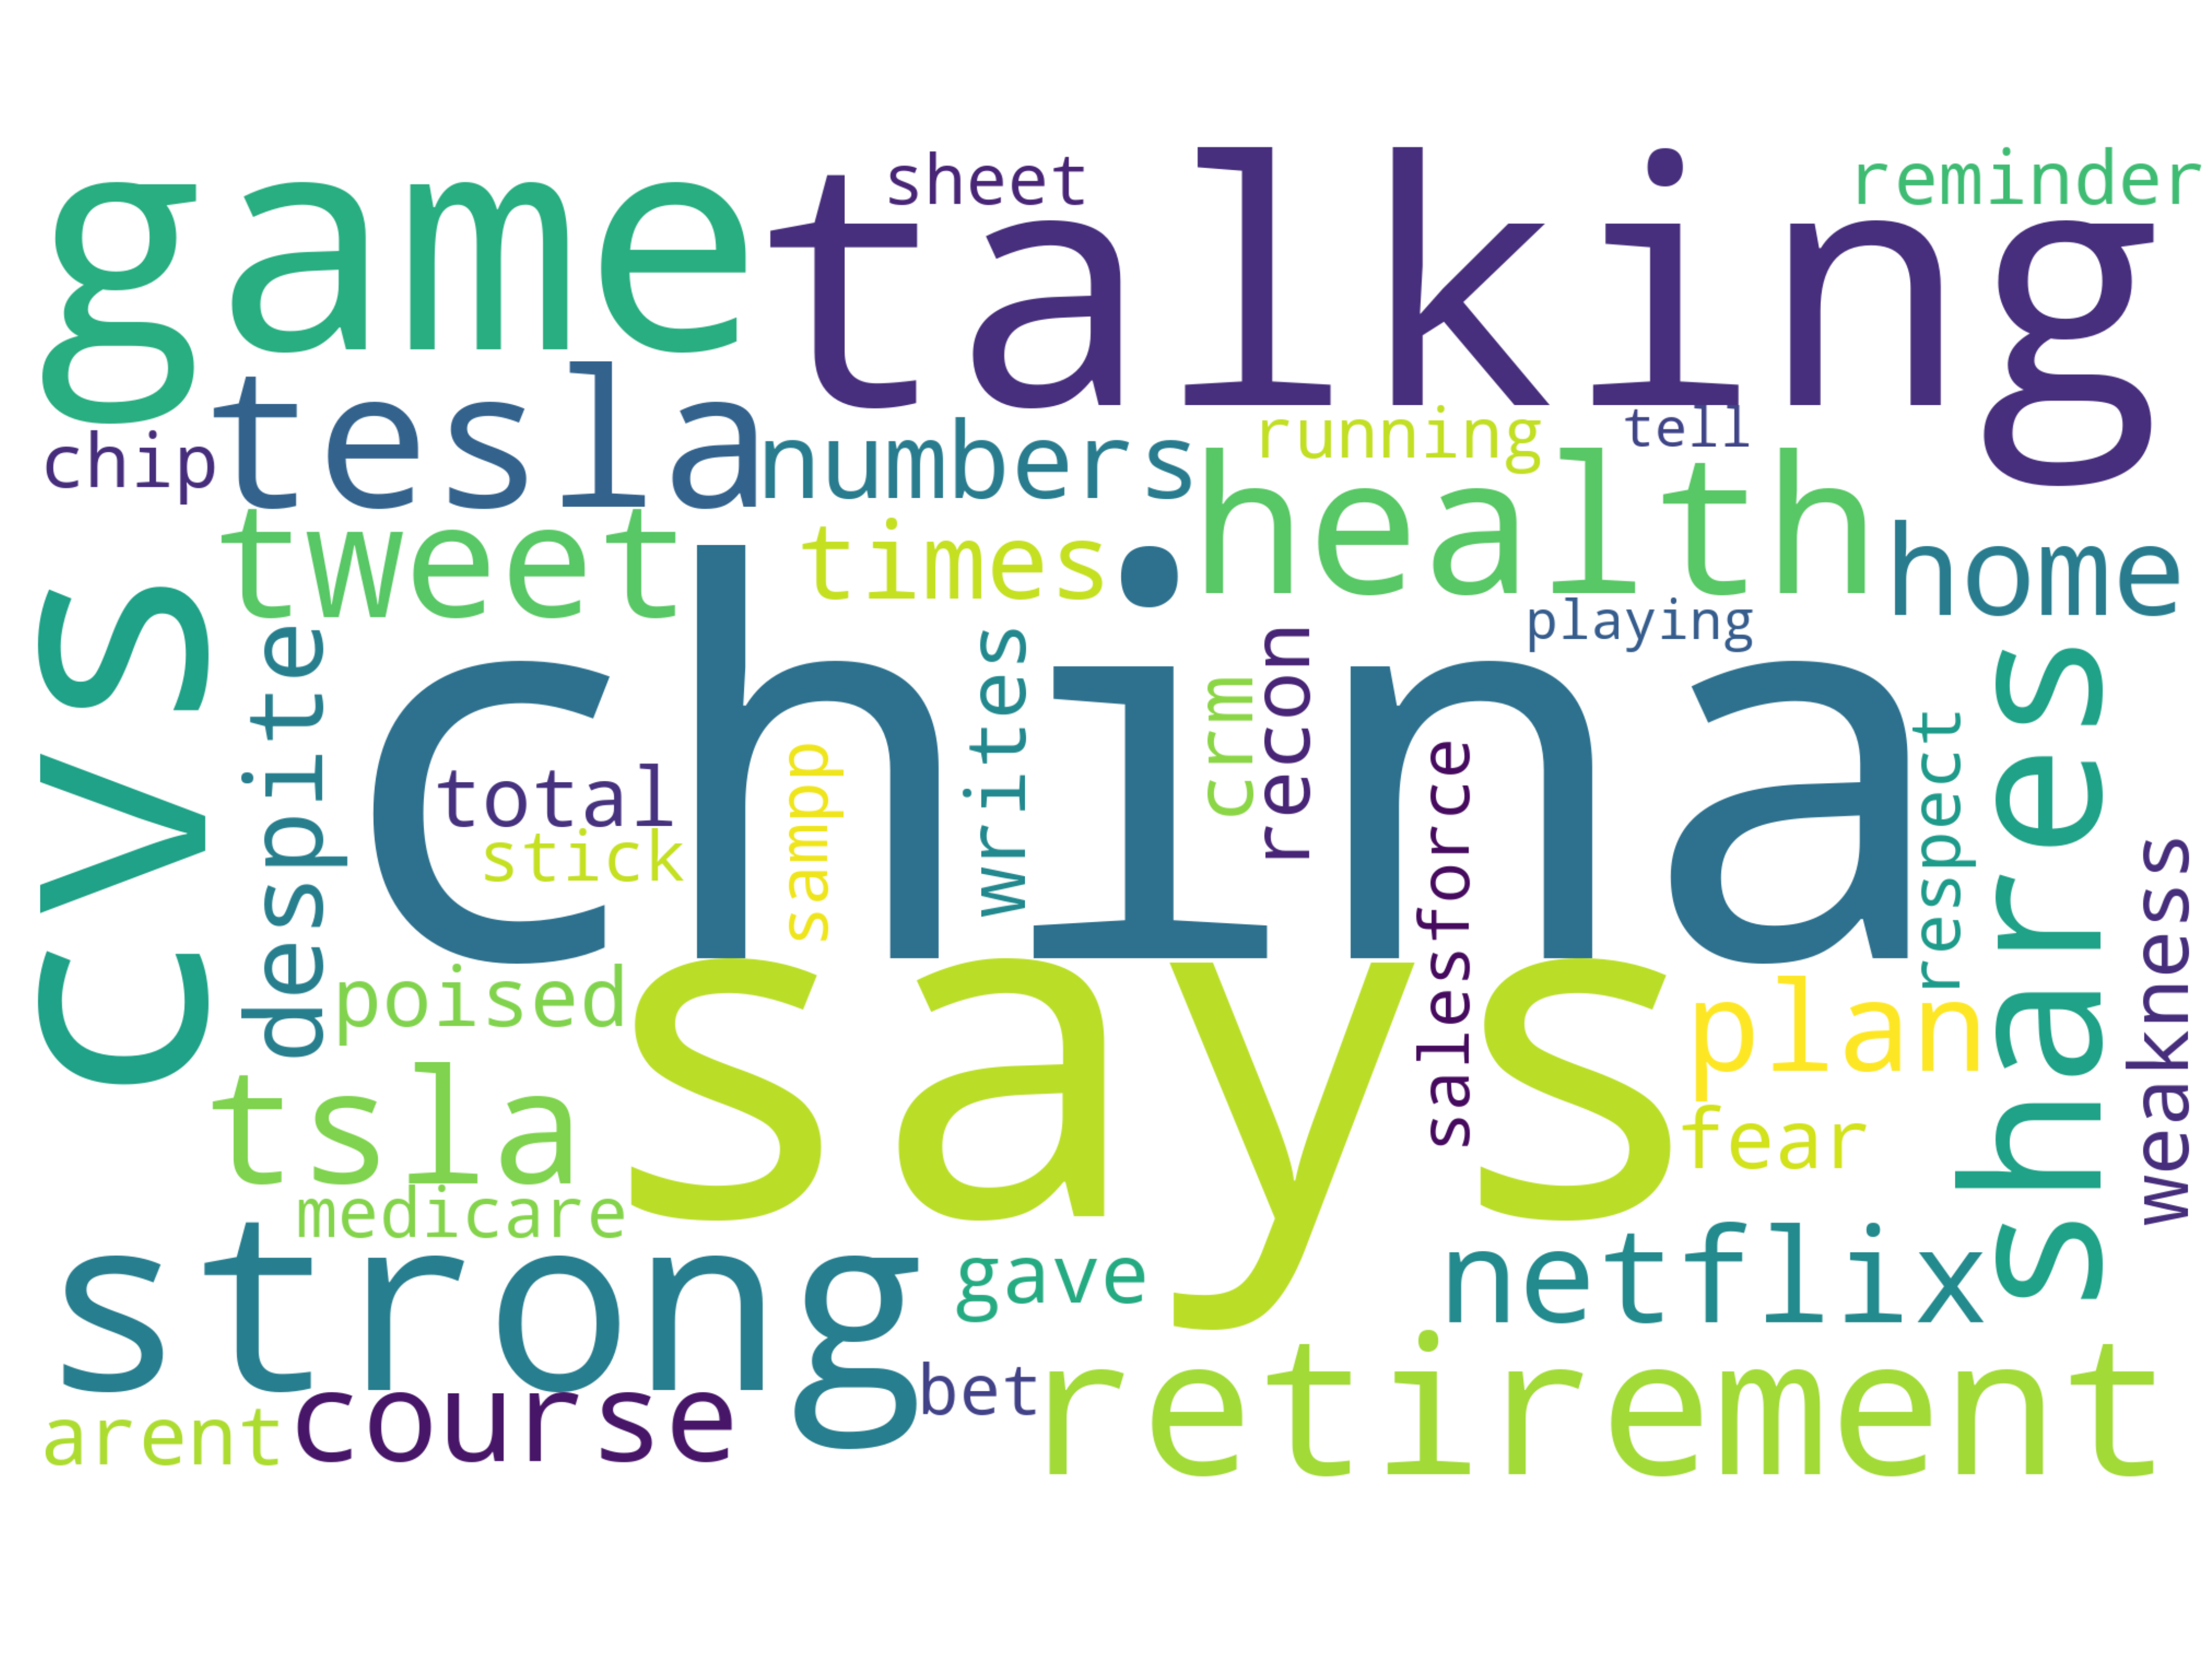 sheet
reminder
game
talking
tesla
chip
numbers
running
tell
health
tweet
times
home
playing
cvs
despite
china
writes
crm
recon
total
stick
sampp
salesforce
respect
shares
weakness
poised
says
plan
tsla
fear
medicare
strong
gave
netflix
bet
retirement
course
arent